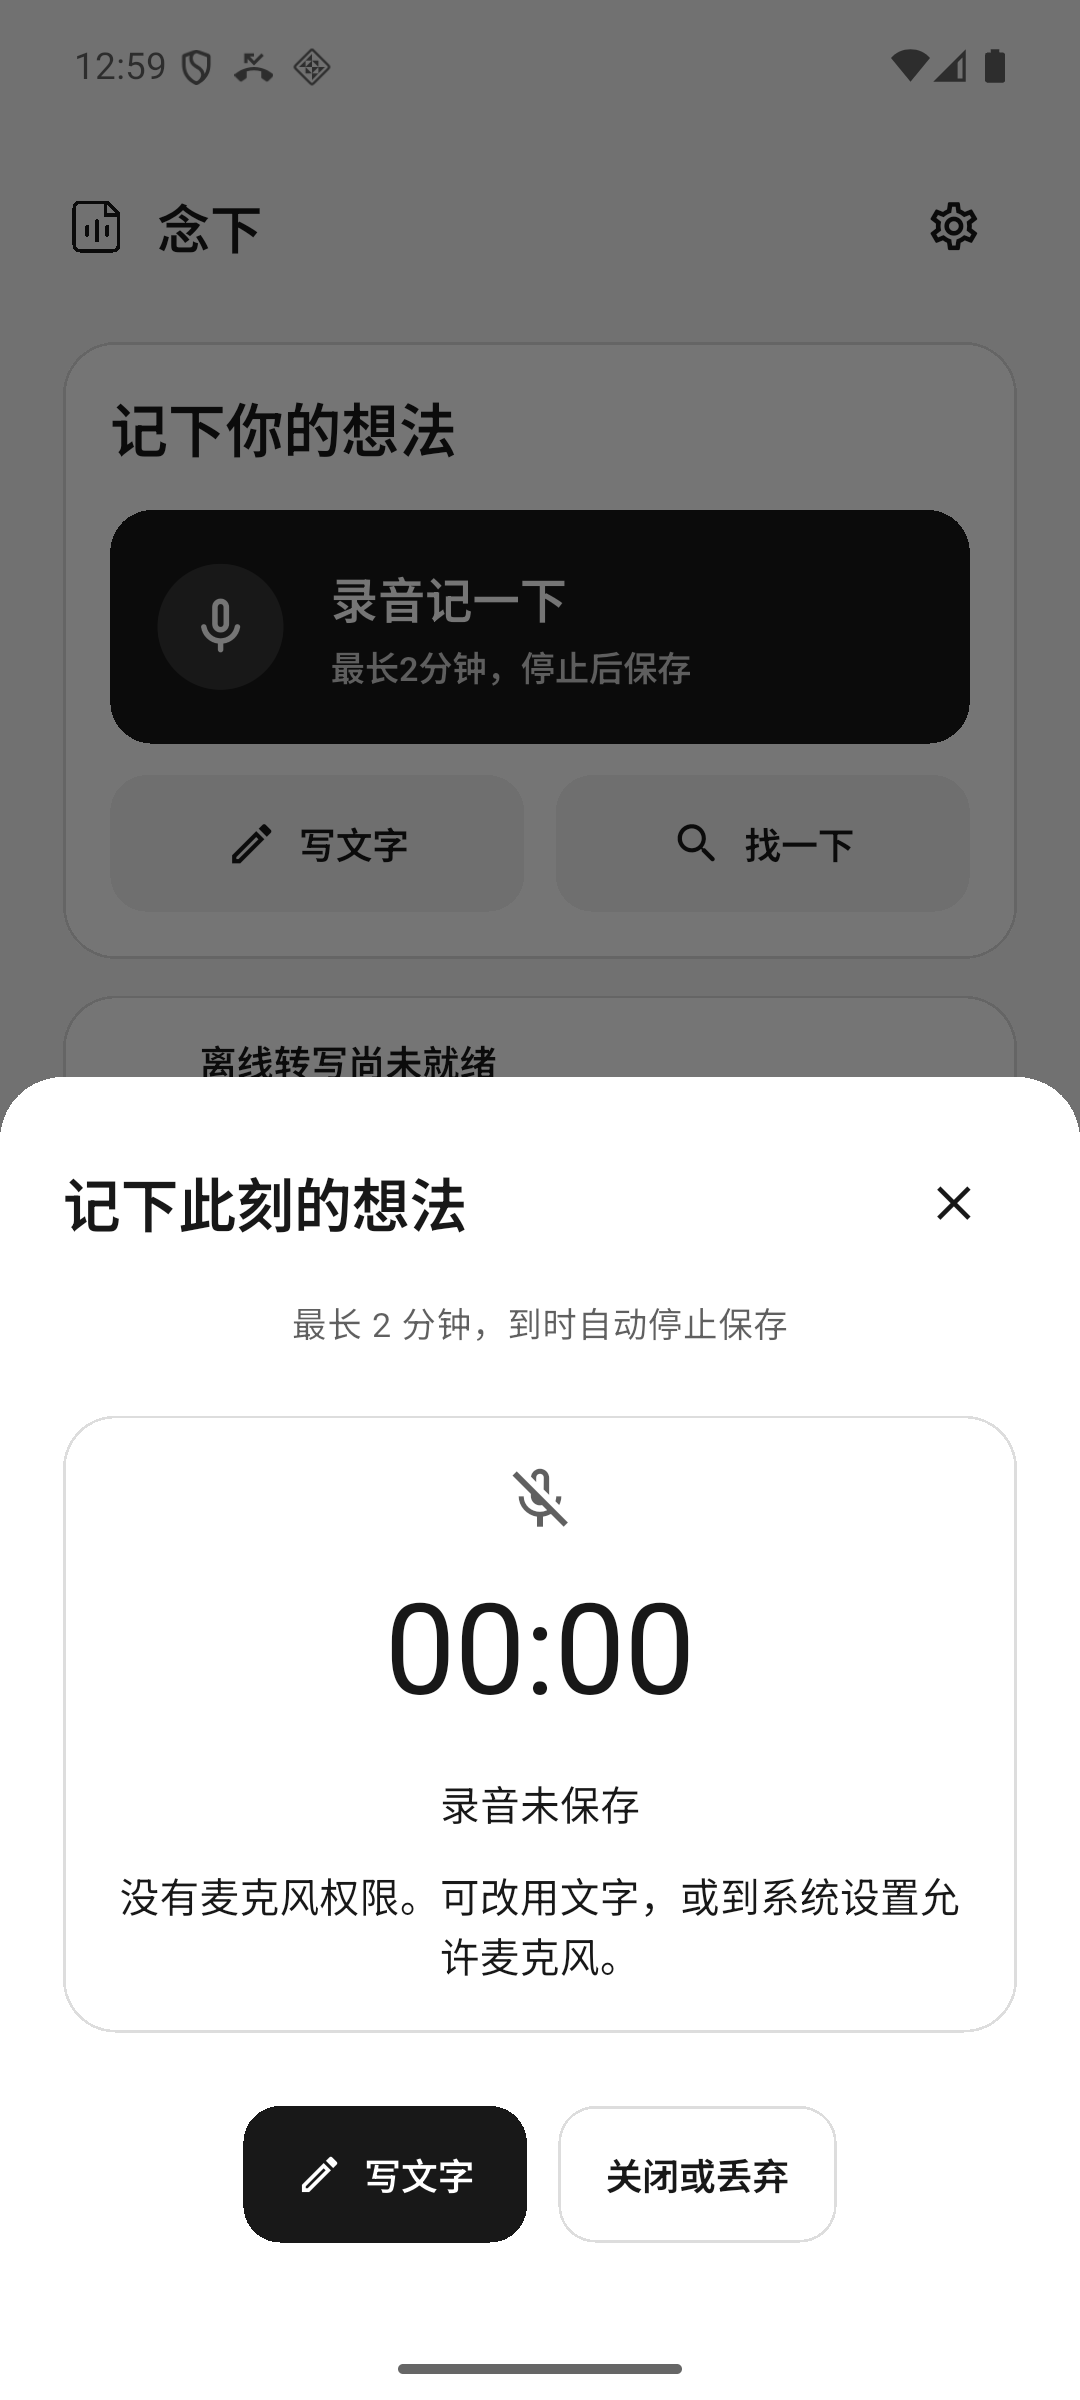 12:59
念下
记下你的想法
录音记一下
最长2分钟，停止后保存
写文字
找一下
离线转写尚未就绪
记下此刻的想法
最长 2 分钟，到时自动停止保存
00:00
录音未保存
没有麦克风权限。可改用文字，或到系统设置允
许麦克风。
写文字
关闭或丢弃